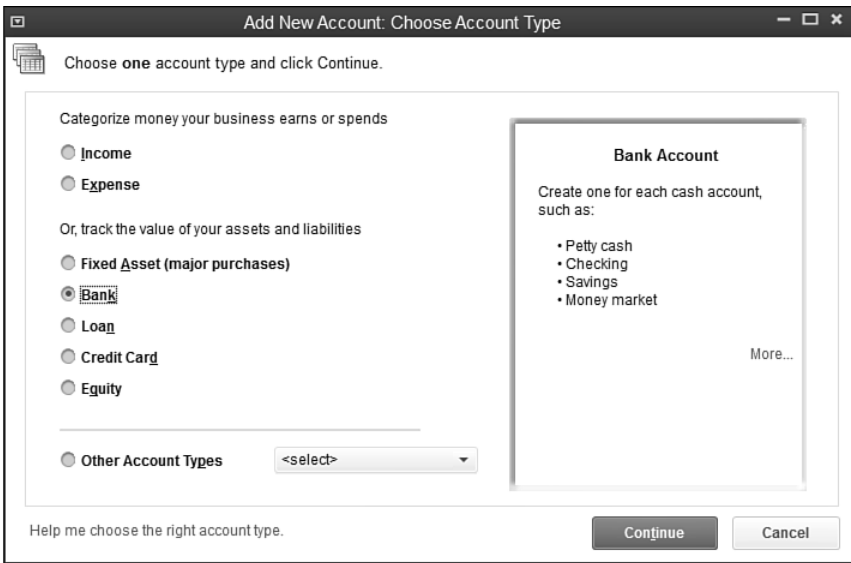 Add New Account: Choose Account Type
Choose one account type and click Continue.
Categorize money your business earns or spends
Income
Expense
Or, track the value of your assets and liabilities
Fixed Asset (major purchases)
Bank
Loan
Credit Card
Equity
Other Account Types
<select>
Bank Account
Create one for each cash account,
such as:
• Petty cash
• Checking
• Savings
• Money market
More...
Help me choose the right account type.
Continue
Cancel